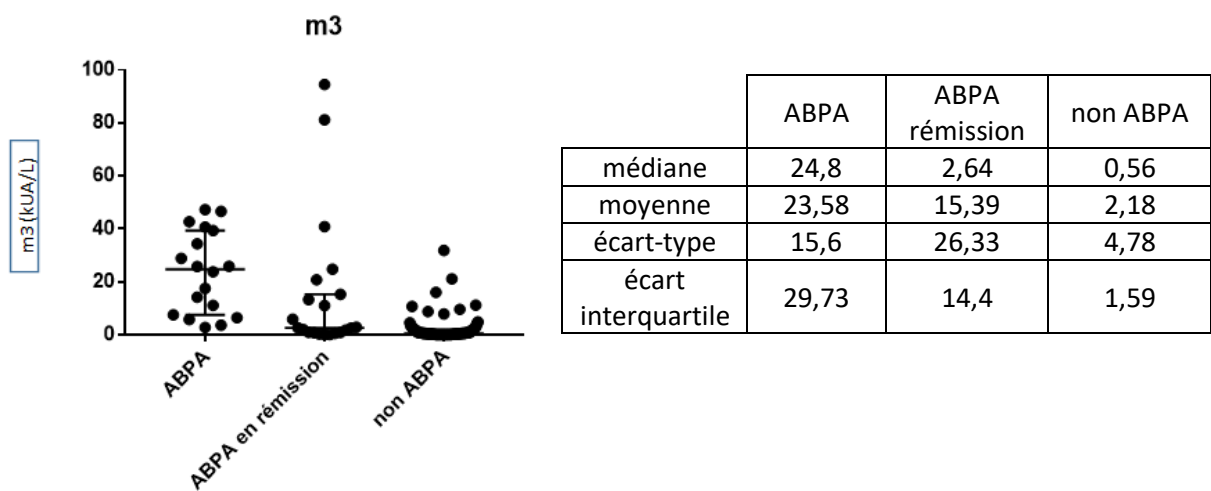 m3
m3 (kUA/L)
100
80
60
40
20
0
ABPA
ABPA en rémission
non ABPA
ABPA ABPA rémission non ABPA
médiane 24,8 2,64 0,56
moyenne 23,58 15,39 2,18
écart-type 15,6 26,33 4,78
écart interquartile 29,73 14,4 1,59